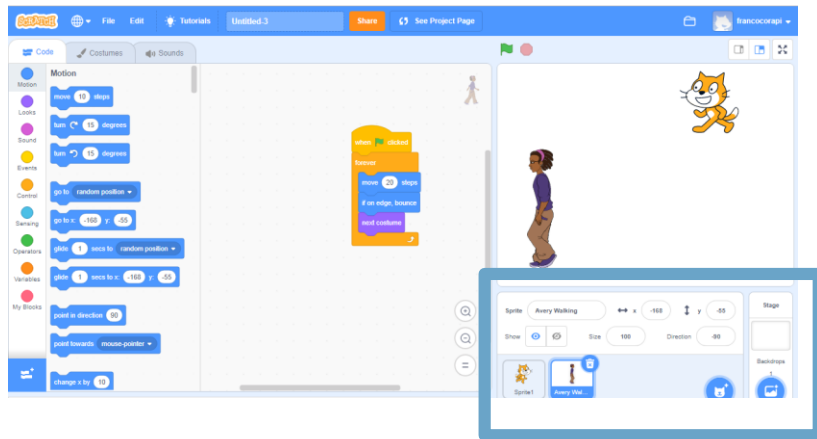 SCRATCH File Edit Tutorials Untitled-3 Share See Project Page francocorapi
Code Costumes Sounds
Motion
Looks
Sound
Events
Control
Sensing
Operators
Variables
My Blocks
Motion
move 10 steps
turn 15 degrees
turn 15 degrees
go to random position
go to x: -168 y: -55
glide 1 secs to random position
glide 1 secs to x: -168 y: -55
point in direction 90
point towards mouse-pointer
change x by 10
when clicked
forever
move 20 steps
if on edge, bounce
next costume
Sprite Avery Walking x -168 y -55
Show Size 100 Direction -90
Sprite1
Avery Wal...
Stage
Backdrops
1